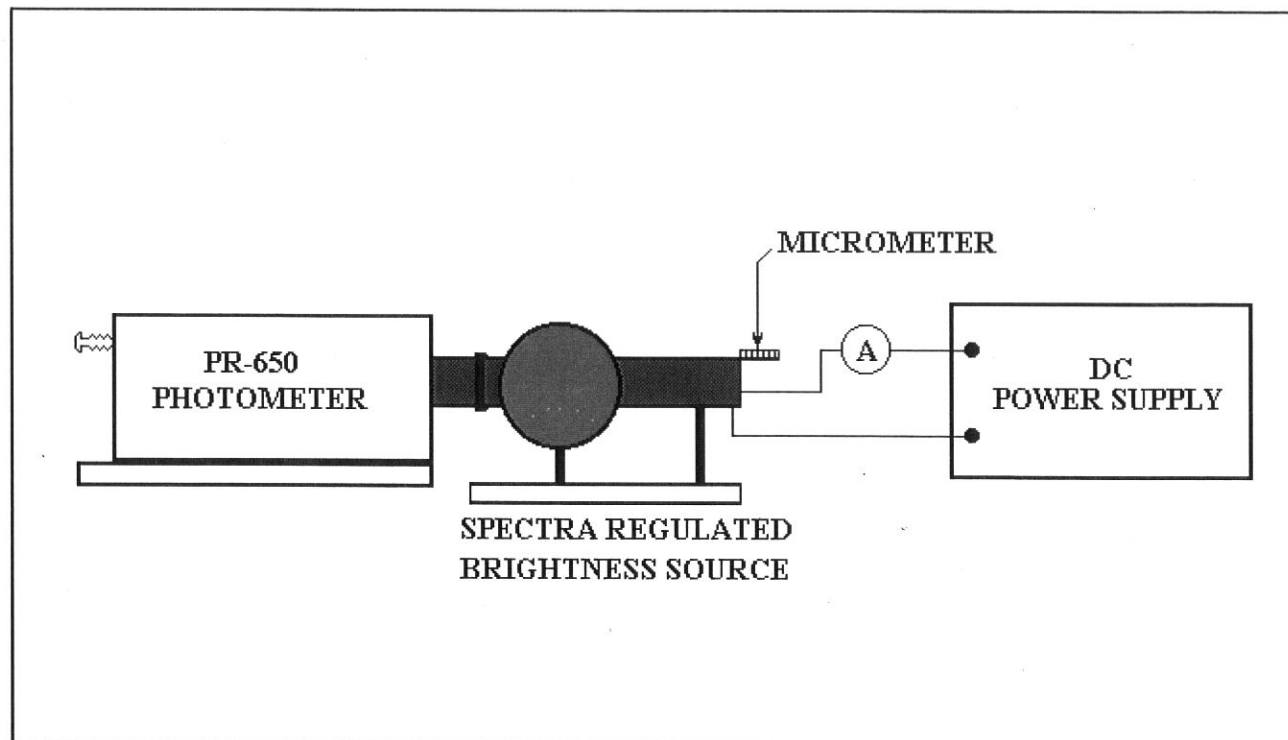 MICROMETER
PR-650
PHOTOMETER
A
DC
POWER SUPPLY
SPECTRA REGULATED
BRIGHTNESS SOURCE